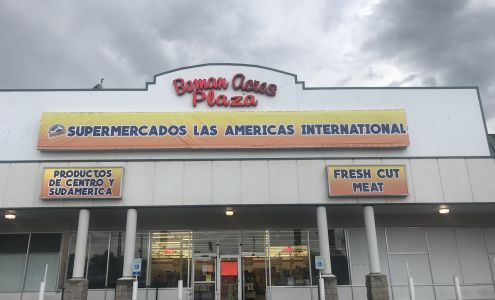 Boman Acres
Plaza
SUPERMERCADOS LAS AMERICAS INTERNATIONAL
PRODUCTOS
DE CENTRO Y
SUDAMERICA
FRESH CUT
MEAT